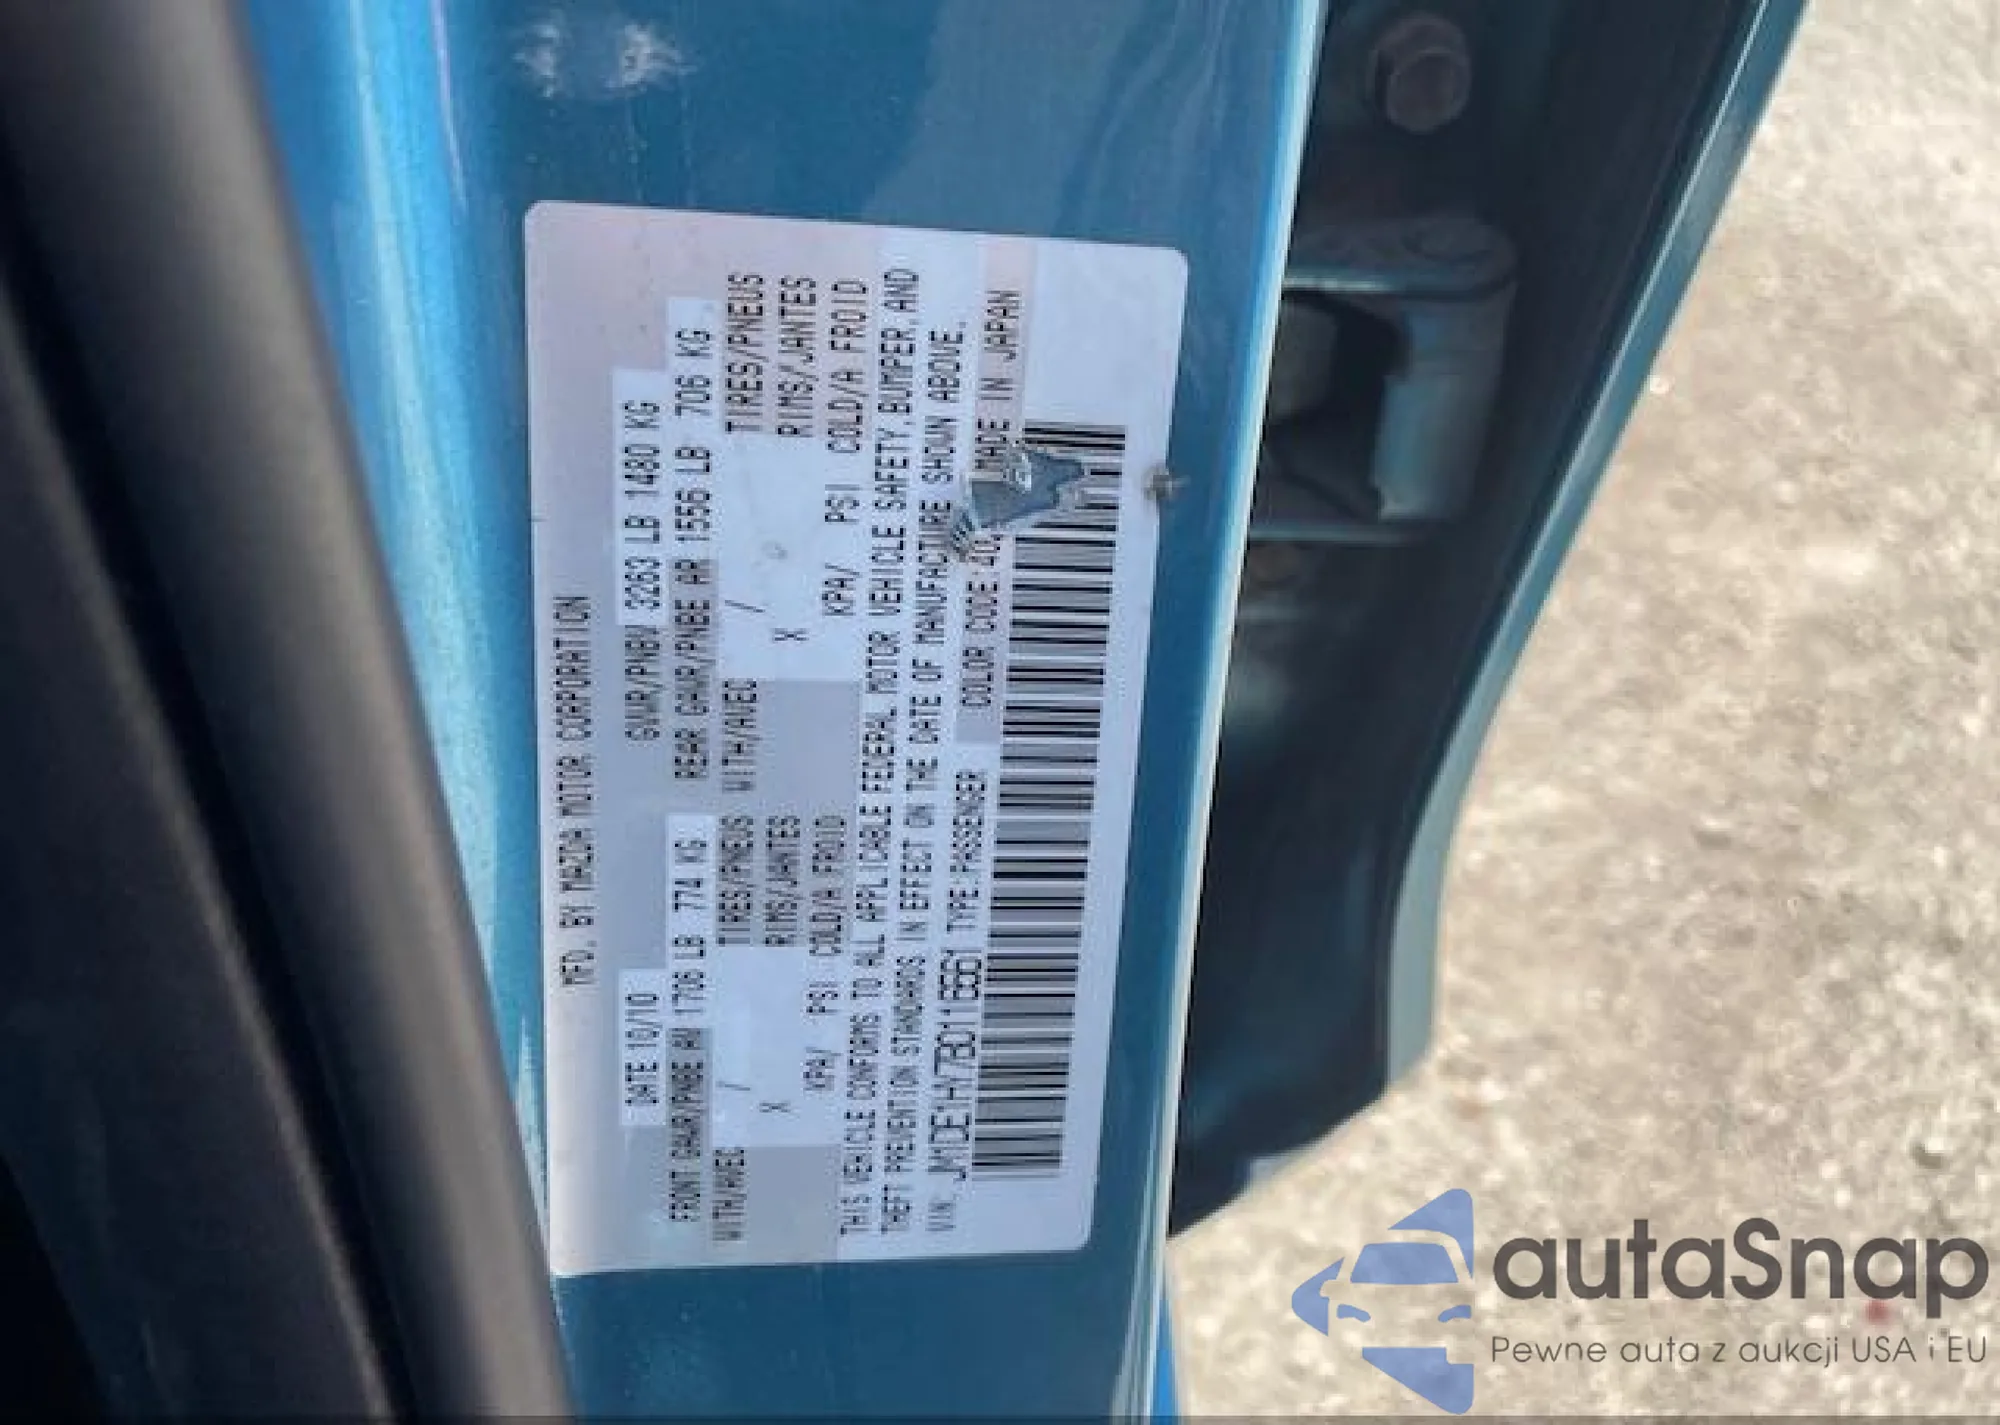 MFD. BY MAZDA MOTOR CORPORATION
DATE 10/10 GVWR/PNBV 3263 LB 1480 KG
FRONT GAWR/PNBE AV 1706 LB 774 KG REAR GAWR/PNBE AR 1556 LB 706 KG
WITH/AVEC / TIRES/PNEUS WITH/AVEC / TIRES/PNEUS
X RIMS/JANTES X RIMS/JANTES
KPA/ PSI COLD/A FROID KPA/ PSI COLD/A FROID
THIS VEHICLE CONFORMS TO ALL APPLICABLE FEDERAL MOTOR VEHICLE SAFETY, BUMPER, AND
THEFT PREVENTION STANDARDS IN EFFECT ON THE DATE OF MANUFACTURE SHOWN ABOVE.
VIN. TYPE:PASSENGER COLOR CODE: MADE IN JAPAN
autaSnap
Pewne auta z aukcji USA i EU